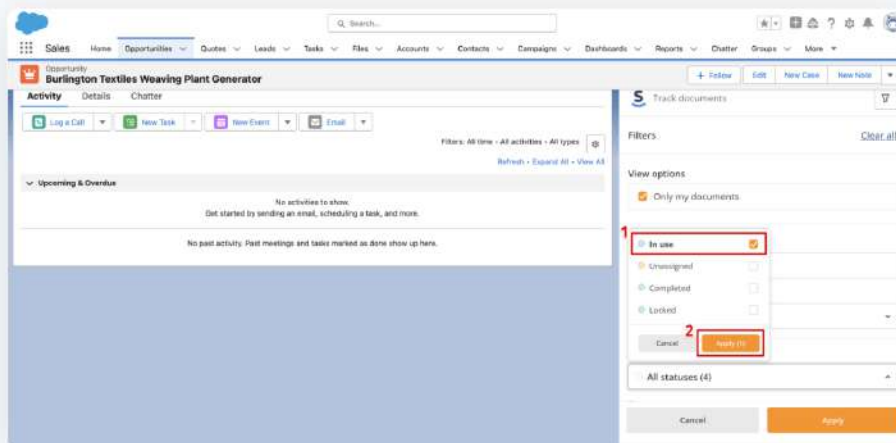 Search...
Sales Home Opportunities Quotes Leads Tasks Files Accounts Contacts Campaigns Dashboards Reports Chatter Groups More
Opportunity
Burlington Textiles Weaving Plant Generator
+ Follow Edit New Case New Note
Activity Details Chatter
Log a Call New Task New Event Email
Filters: All time • All activities • All types
Refresh • Expand All • View All
Upcoming & Overdue
No activities to show.
Get started by sending an email, scheduling a task, and more.
No past activity. Past meetings and tasks marked as done show up here.
S Track documents
Filters Clear all
View options
Only my documents
1
In use
Unassigned
Completed
Locked
2
Cancel Apply (1)
All statuses (4)
Cancel Apply